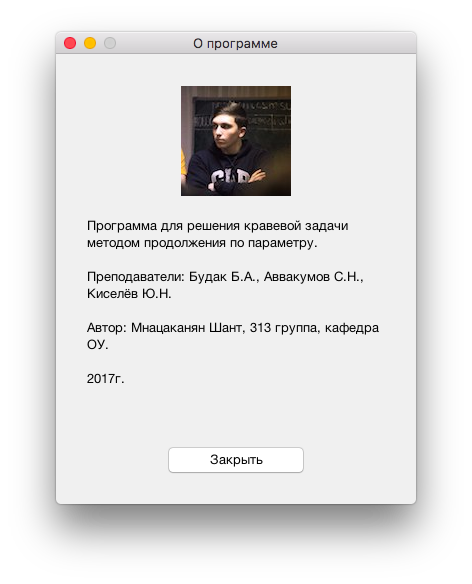 О программе
Программа для решения кравевой задачи
методом продолжения по параметру.
Преподаватели: Будак Б.А., Аввакумов С.Н.,
Киселёв Ю.Н.
Автор: Мнацаканян Шант, 313 группа, кафедра
ОУ.
2017г.
Закрыть